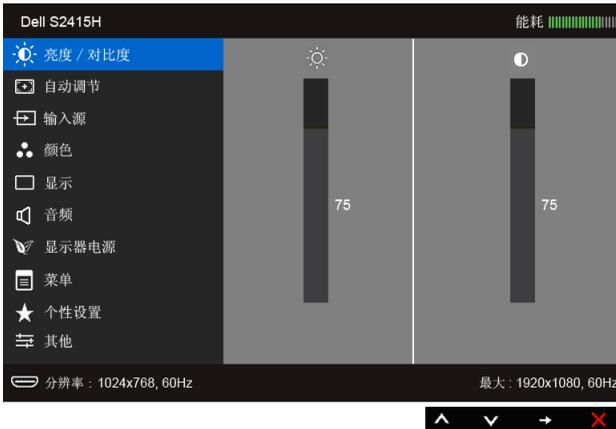 Dell S2415H
能耗
亮度 / 对比度
自动调节
输入源
颜色
显示
音频
75
75
显示器电源
菜单
个性设置
其他
分辨率 : 1024x768, 60Hz
最大 : 1920x1080, 60Hz